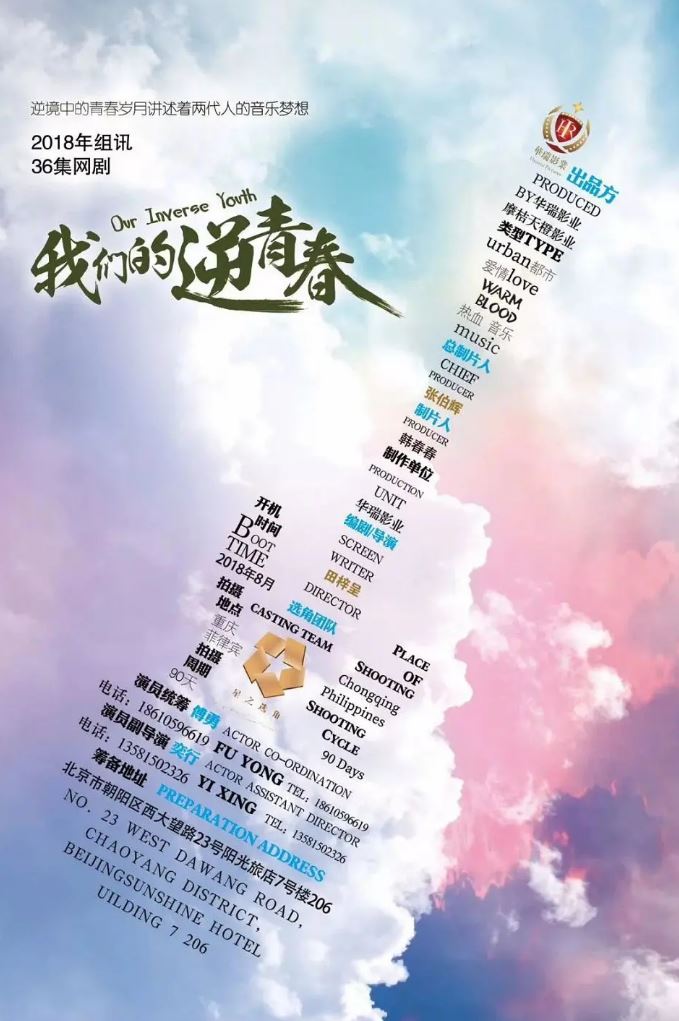 逆境中的青春岁月讲述着两代人的音乐梦想
2018年组讯
36集网剧
Our Inverse Youth
我们的逆青春
HR
华瑞影业
出品方
PRODUCED
BY华瑞影业
摩桔天橙影业
类型TYPE
urban都市
爱情love
WARM
BLOOD
热血 音乐
music
总制片人
CHIEF
PRODUCER
张伯辉
制片人
PRODUCER
韩春春
制作单位
PRODUCTION
UNIT
华瑞影业
编剧/导演
SCREEN
WRITER
田梓呈
DIRECTOR
选角团队
CASTING TEAM
星之选角
开机
时间
BOOT
TIME
2018年8月
拍摄
地点
重庆
菲律宾
拍摄
周期
90天
PLACE
OF
SHOOTING
Chongqing
Philippines
SHOOTING
CYCLE
90 Days
演员统筹 傅勇 ACTOR CO-ORDINATION
电话：18610596619 FU YONG TEL：18610596619
演员副导演 奕行 ACTOR ASSISTANT DIRECTOR
电话：13581502326 YI XING TEL：13581502326
筹备地址 PREPARATION ADDRESS
北京市朝阳区西大望路23号阳光旅店7号楼206
NO. 23 WEST DAWANG ROAD,
CHAOYANG DISTRICT,
BEIJINGSUNSHINE HOTEL
UILDING 7 206